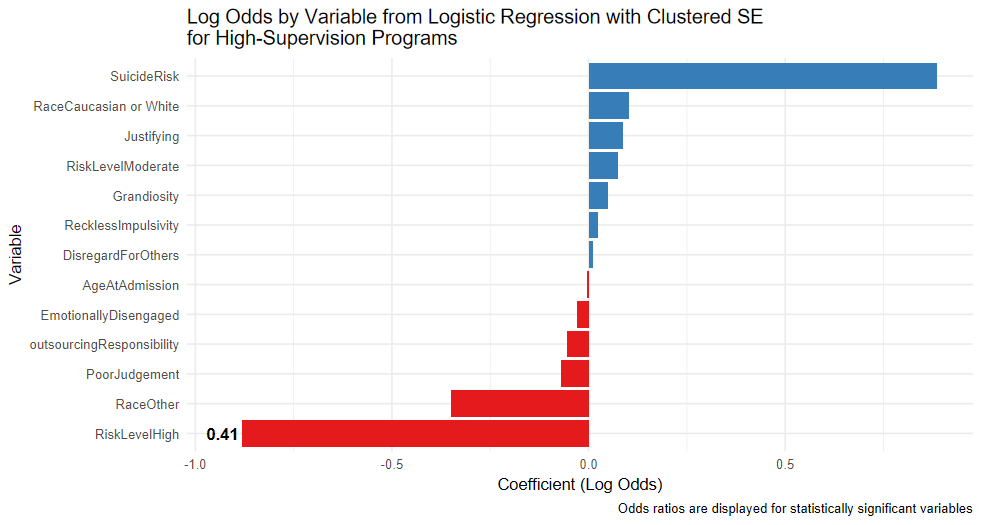 Log Odds by Variable from Logistic Regression with Clustered SE
for High-Supervision Programs
Variable
SuicideRisk
RaceCaucasian or White
Justifying
RiskLevelModerate
Grandiosity
RecklessImpulsivity
DisregardForOthers
AgeAtAdmission
EmotionallyDisengaged
outsourcingResponsibility
PoorJudgement
RaceOther
RiskLevelHigh
0.41
-1.0 -0.5 0.0 0.5
Coefficient (Log Odds)
Odds ratios are displayed for statistically significant variables